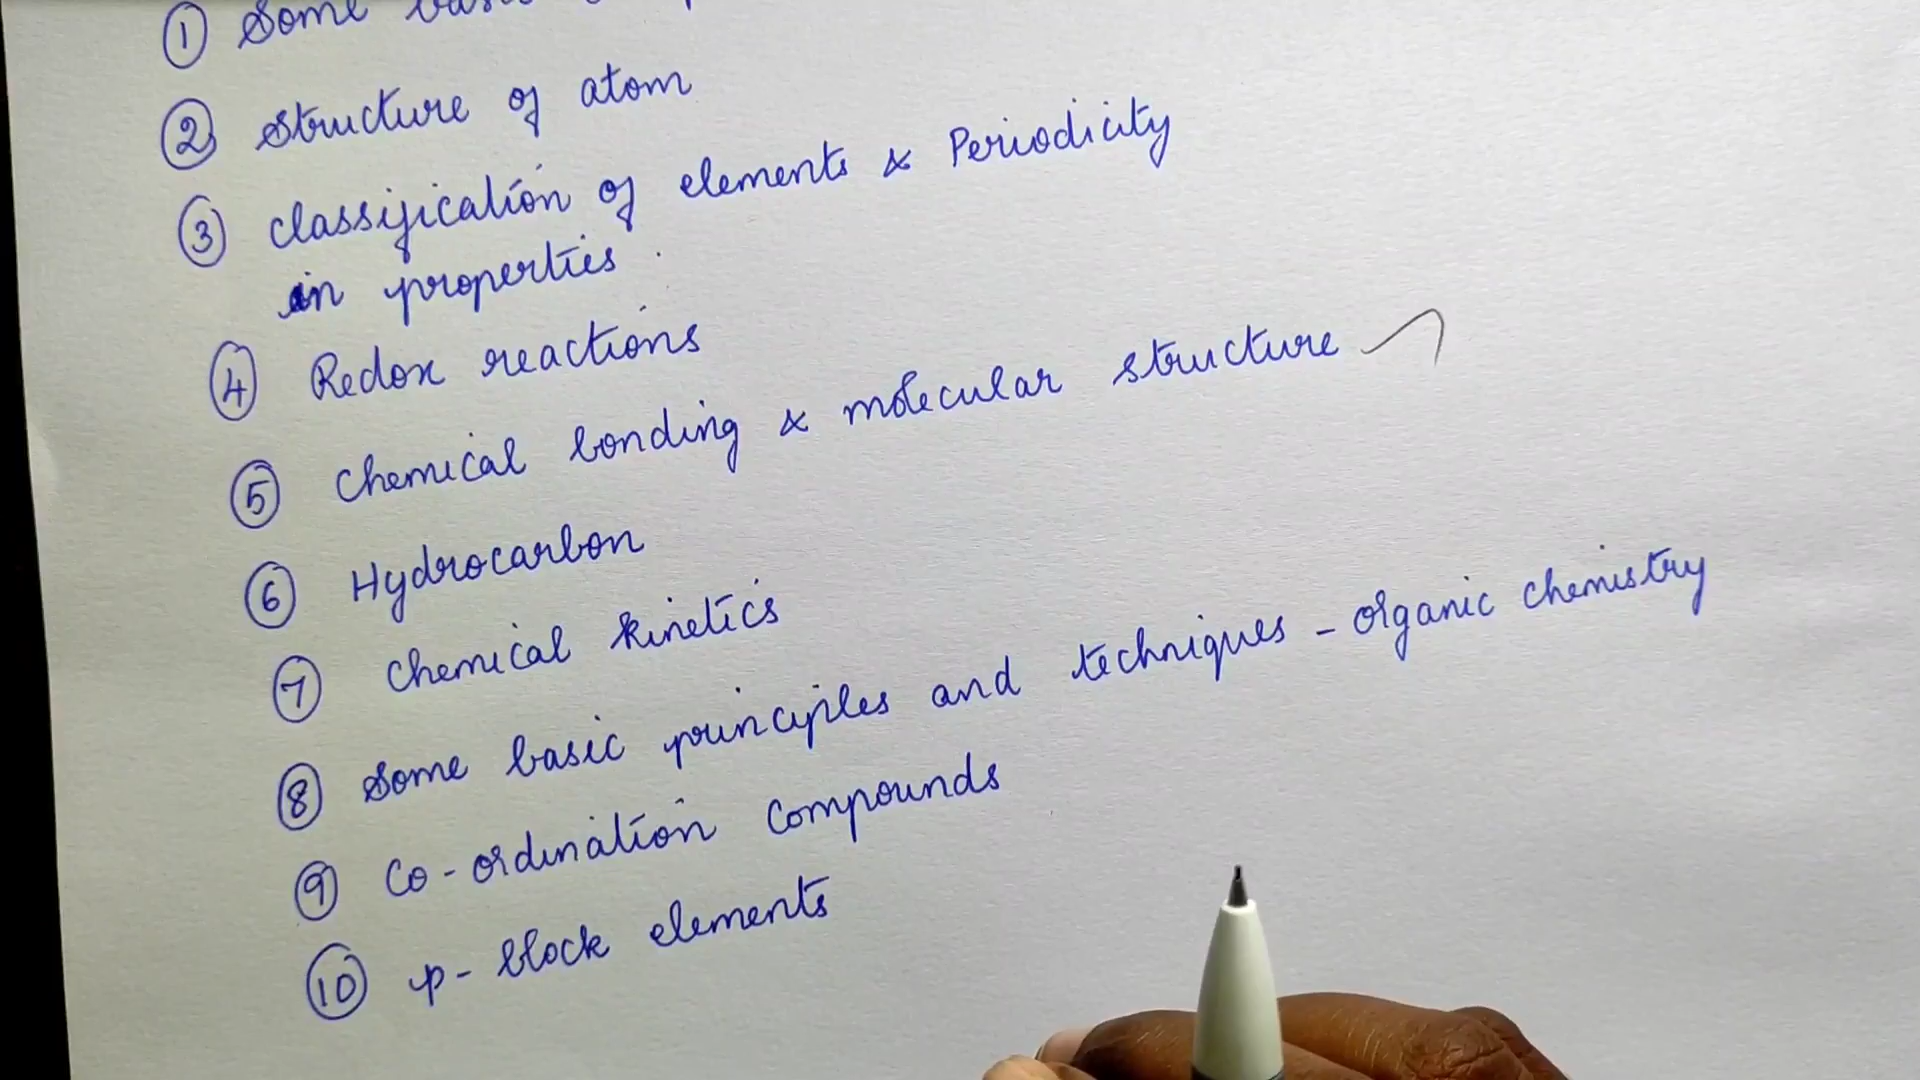 1 Some basic
2 Structure of atom
3 classification of elements & Periodicity
in properties.
4 Redox reactions
5 Chemical bonding & molecular structure
6 Hydrocarbon
7 Chemical kinetics
8 Some basic principles and techniques - organic chemistry
9 Co-ordination compounds
10 p-block elements